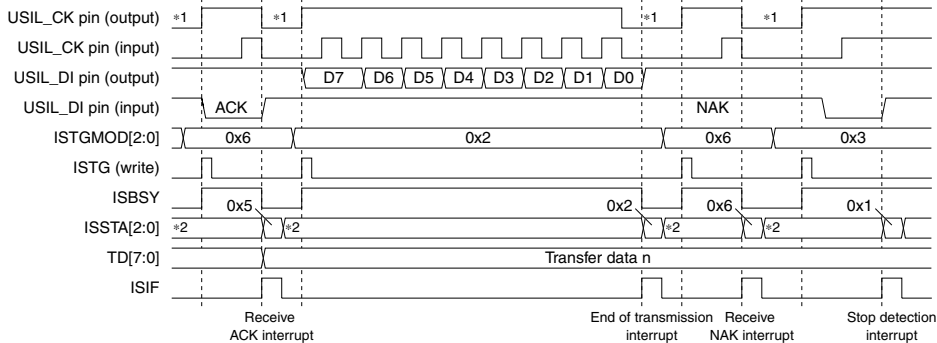 USIL_CK pin (output) *1 *1 *1 *1
USIL_CK pin (input)
USIL_DI pin (output) D7 D6 D5 D4 D3 D2 D1 D0
USIL_DI pin (input) ACK NAK
ISTGMOD[2:0] 0x6 0x2 0x6 0x3
ISTG (write)
ISBSY
0x5 0x2 0x6 0x1
ISSTA[2:0] *2 *2 *2 *2
TD[7:0] Transfer data n
ISIF
Receive
ACK interrupt
End of transmission
interrupt
Receive
NAK interrupt
Stop detection
interrupt